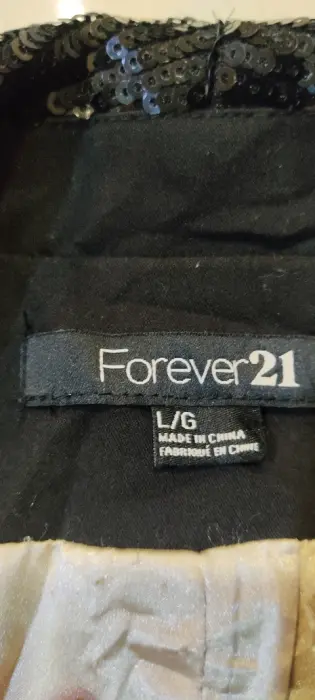 Forever21
L/G
MADE IN CHINA
FABRIQUÉ EN CHINE